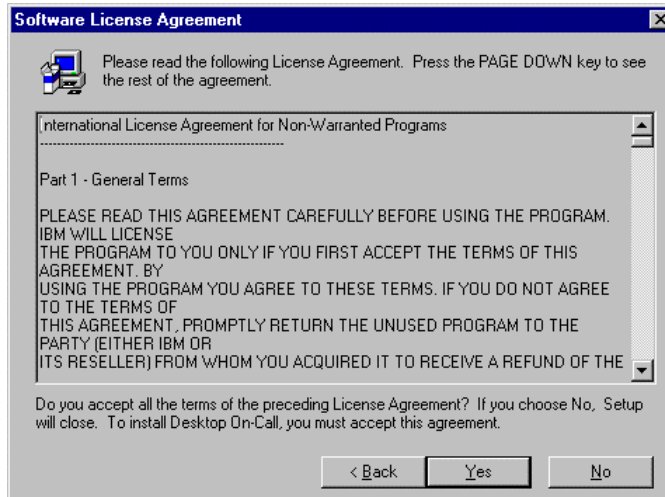 Software License Agreement
Please read the following License Agreement. Press the PAGE DOWN key to see
the rest of the agreement.
International License Agreement for Non-Warranted Programs
----------------------------------------------------------
Part 1 - General Terms
PLEASE READ THIS AGREEMENT CAREFULLY BEFORE USING THE PROGRAM.
IBM WILL LICENSE
THE PROGRAM TO YOU ONLY IF YOU FIRST ACCEPT THE TERMS OF THIS
AGREEMENT. BY
USING THE PROGRAM YOU AGREE TO THESE TERMS. IF YOU DO NOT AGREE
TO THE TERMS OF
THIS AGREEMENT, PROMPTLY RETURN THE UNUSED PROGRAM TO THE
PARTY (EITHER IBM OR
ITS RESELLER) FROM WHOM YOU ACQUIRED IT TO RECEIVE A REFUND OF THE
Do you accept all the terms of the preceding License Agreement? If you choose No, Setup
will close. To install Desktop On-Call, you must accept this agreement.
< Back Yes No